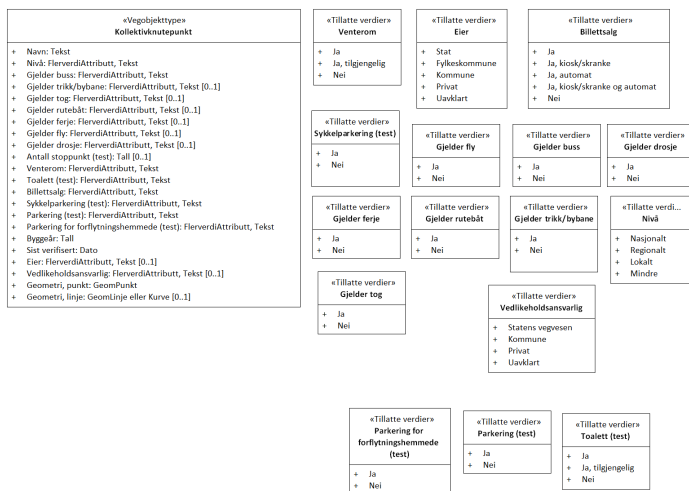 «Vegobjekttype»
Kollektivknutepunkt
+ Navn: Tekst
+ Nivå: FlerverdiAttributt, Tekst
+ Gjelder buss: FlerverdiAttributt, Tekst
+ Gjelder trikk/bybane: FlerverdiAttributt, Tekst [0..1]
+ Gjelder tog: FlerverdiAttributt, Tekst [0..1]
+ Gjelder rutebåt: FlerverdiAttributt, Tekst [0..1]
+ Gjelder ferje: FlerverdiAttributt, Tekst [0..1]
+ Gjelder fly: FlerverdiAttributt, Tekst [0..1]
+ Gjelder drosje: FlerverdiAttributt, Tekst [0..1]
+ Antall stoppunkt (test): Tall [0..1]
+ Venterom: FlerverdiAttributt, Tekst
+ Toalett (test): FlerverdiAttributt, Tekst
+ Billettsalg: FlerverdiAttributt, Tekst
+ Sykkelparkering (test): FlerverdiAttributt, Tekst
+ Parkering (test): FlerverdiAttributt, Tekst
+ Parkering for forflytningshemmede (test): FlerverdiAttributt, Tekst
+ Byggeår: Tall
+ Sist verifisert: Dato
+ Eier: FlerverdiAttributt, Tekst [0..1]
+ Vedlikeholdsansvarlig: FlerverdiAttributt, Tekst [0..1]
+ Geometri, punkt: GeomPunkt
+ Geometri, linje: GeomLinje eller Kurve [0..1]
«Tillatte verdier»
Venterom
+ Ja
+ Ja, tilgjengelig
+ Nei
«Tillatte verdier»
Eier
+ Stat
+ Fylkeskommune
+ Kommune
+ Privat
+ Uavklart
«Tillatte verdier»
Billettsalg
+ Ja
+ Ja, kiosk/skranke
+ Ja, automat
+ Ja, kiosk/skranke og automat
+ Nei
«Tillatte verdier»
Sykkelparkering (test)
+ Ja
+ Nei
«Tillatte verdier»
Gjelder fly
+ Ja
+ Nei
«Tillatte verdier»
Gjelder buss
+ Ja
+ Nei
«Tillatte verdier»
Gjelder drosje
+ Ja
+ Nei
«Tillatte verdier»
Gjelder ferje
+ Ja
+ Nei
«Tillatte verdier»
Gjelder rutebåt
+ Ja
+ Nei
«Tillatte verdier»
Gjelder trikk/bybane
+ Ja
+ Nei
«Tillatte verdi...
Nivå
+ Nasjonalt
+ Regionalt
+ Lokalt
+ Mindre
«Tillatte verdier»
Gjelder tog
+ Ja
+ Nei
«Tillatte verdier»
Vedlikeholdsansvarlig
+ Statens vegvesen
+ Kommune
+ Privat
+ Uavklart
«Tillatte verdier»
Parkering for
forflytningshemmede
(test)
+ Ja
+ Nei
«Tillatte verdier»
Parkering (test)
+ Ja
+ Nei
«Tillatte verdier»
Toalett (test)
+ Ja
+ Ja, tilgjengelig
+ Nei